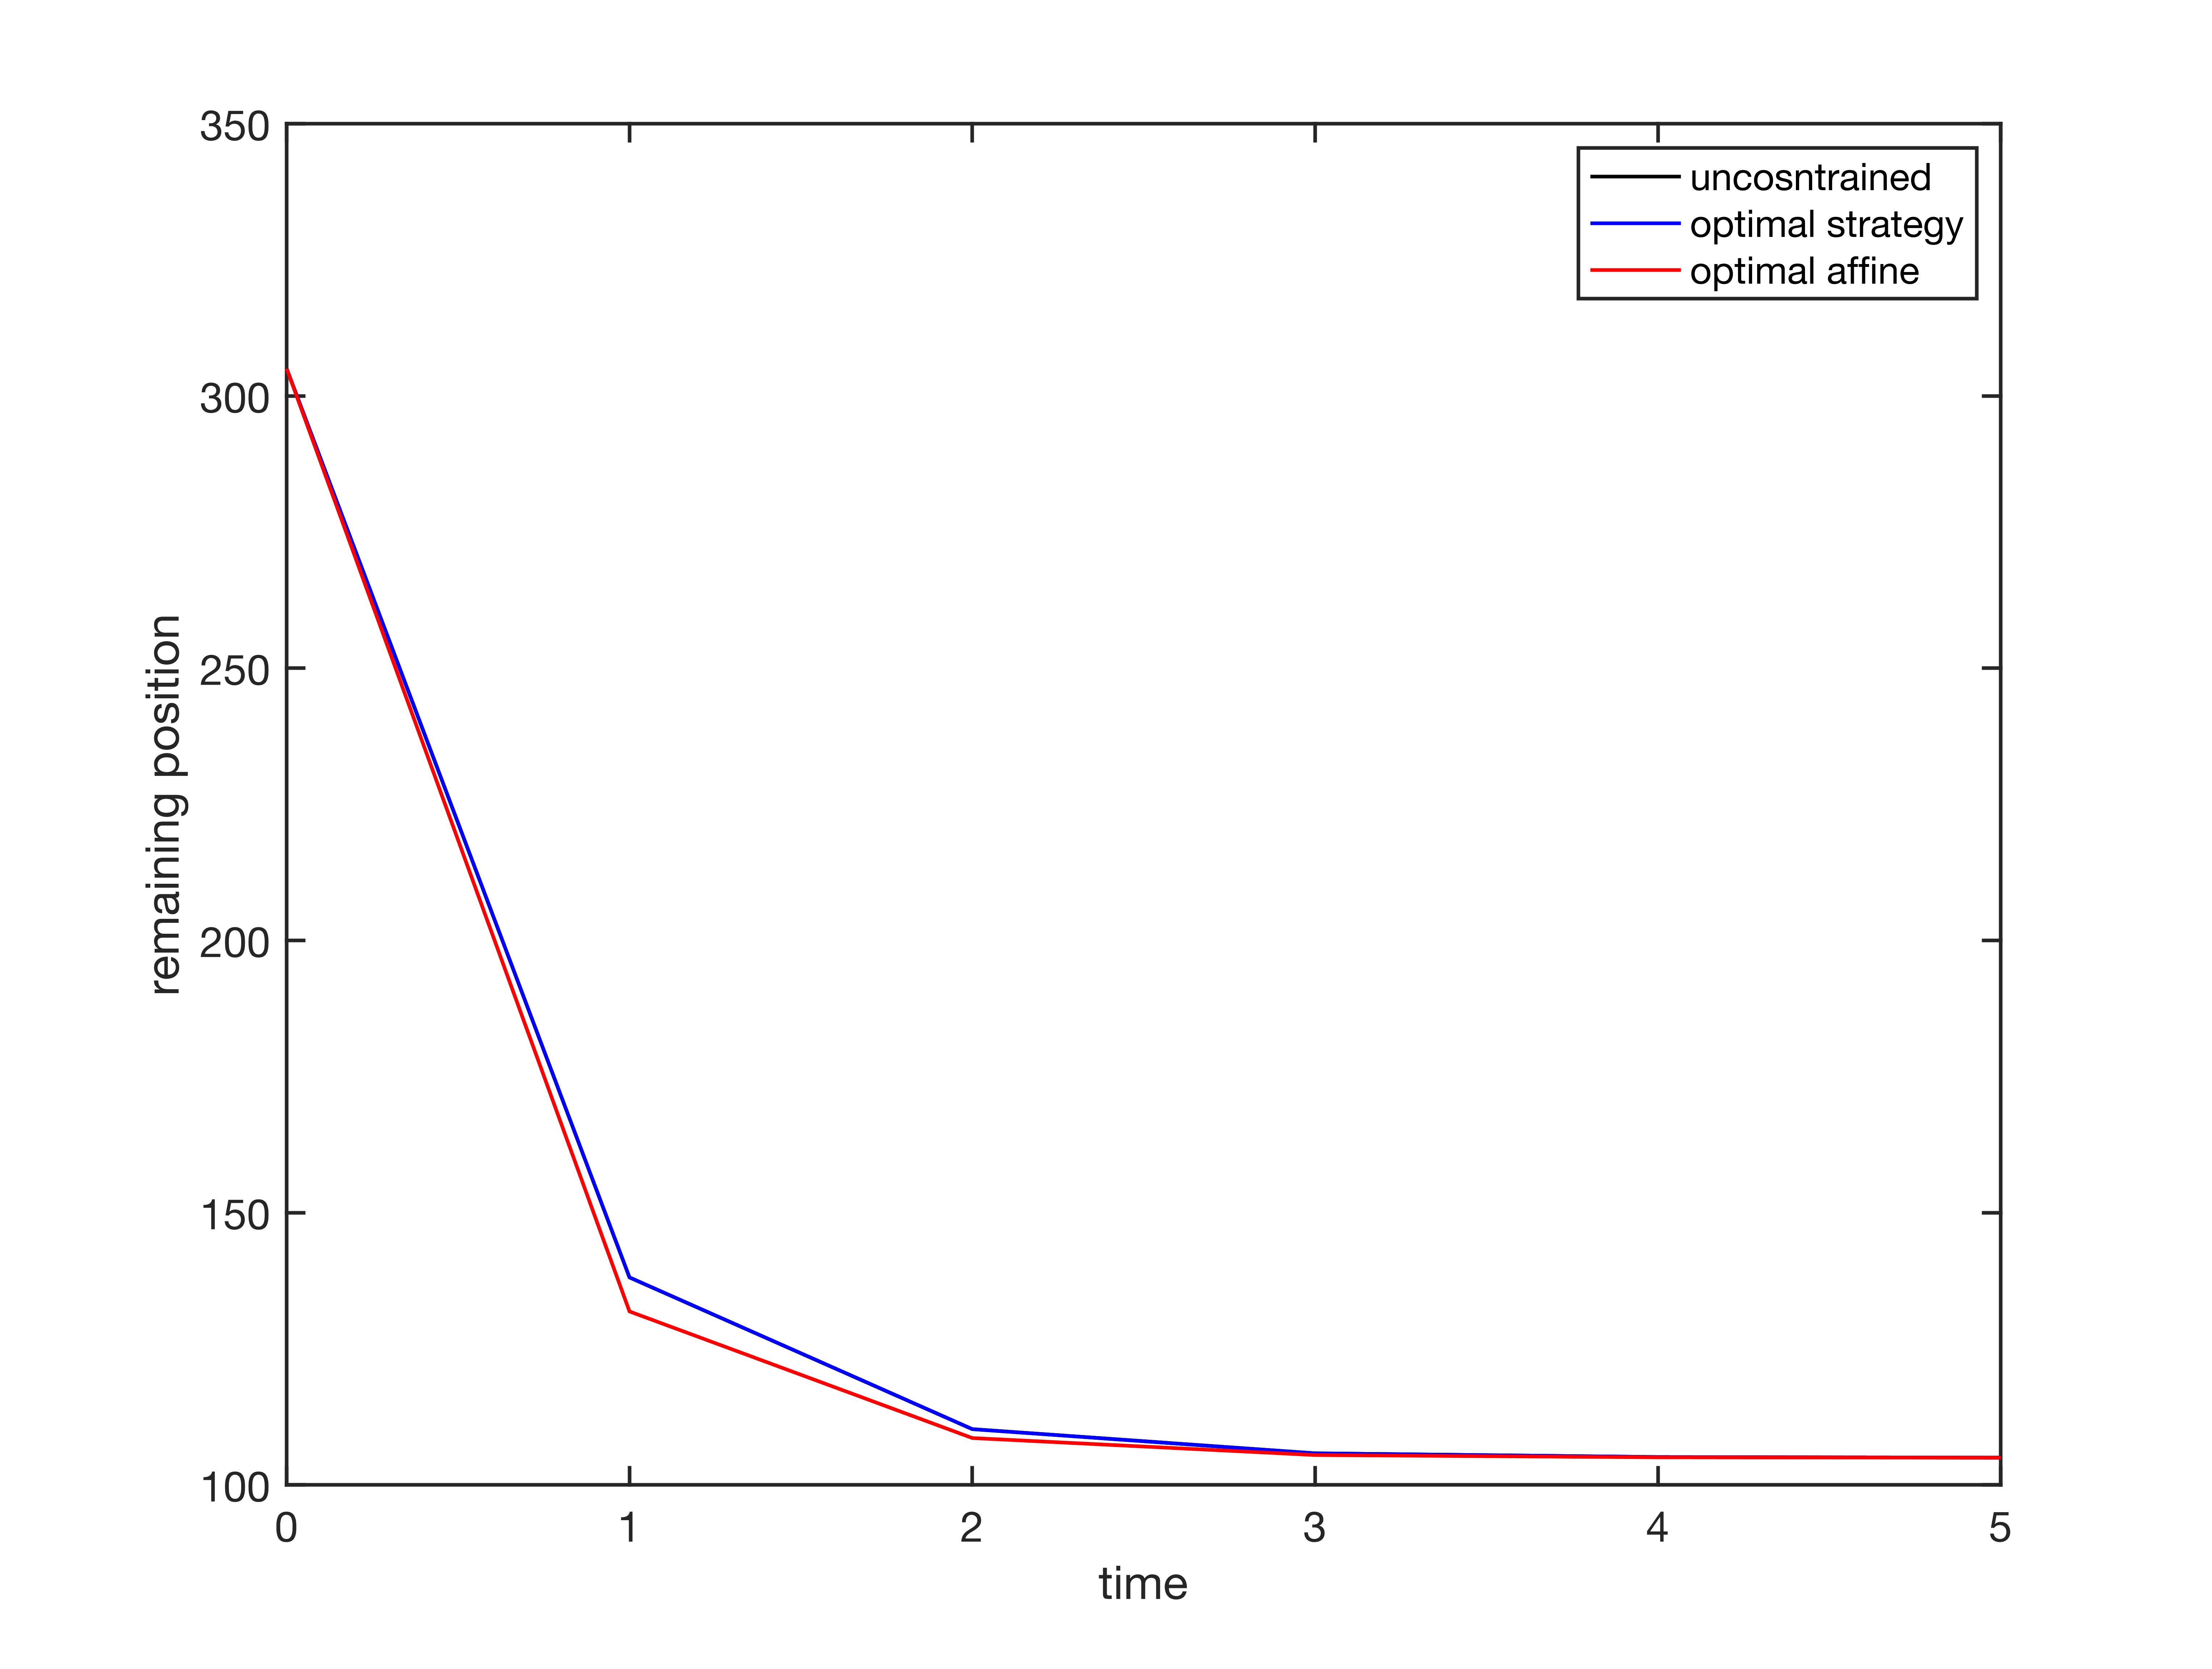 350
300
250
200
150
100
0 1 2 3 4 5
remaining position
time
uncosntrained
optimal strategy
optimal affine